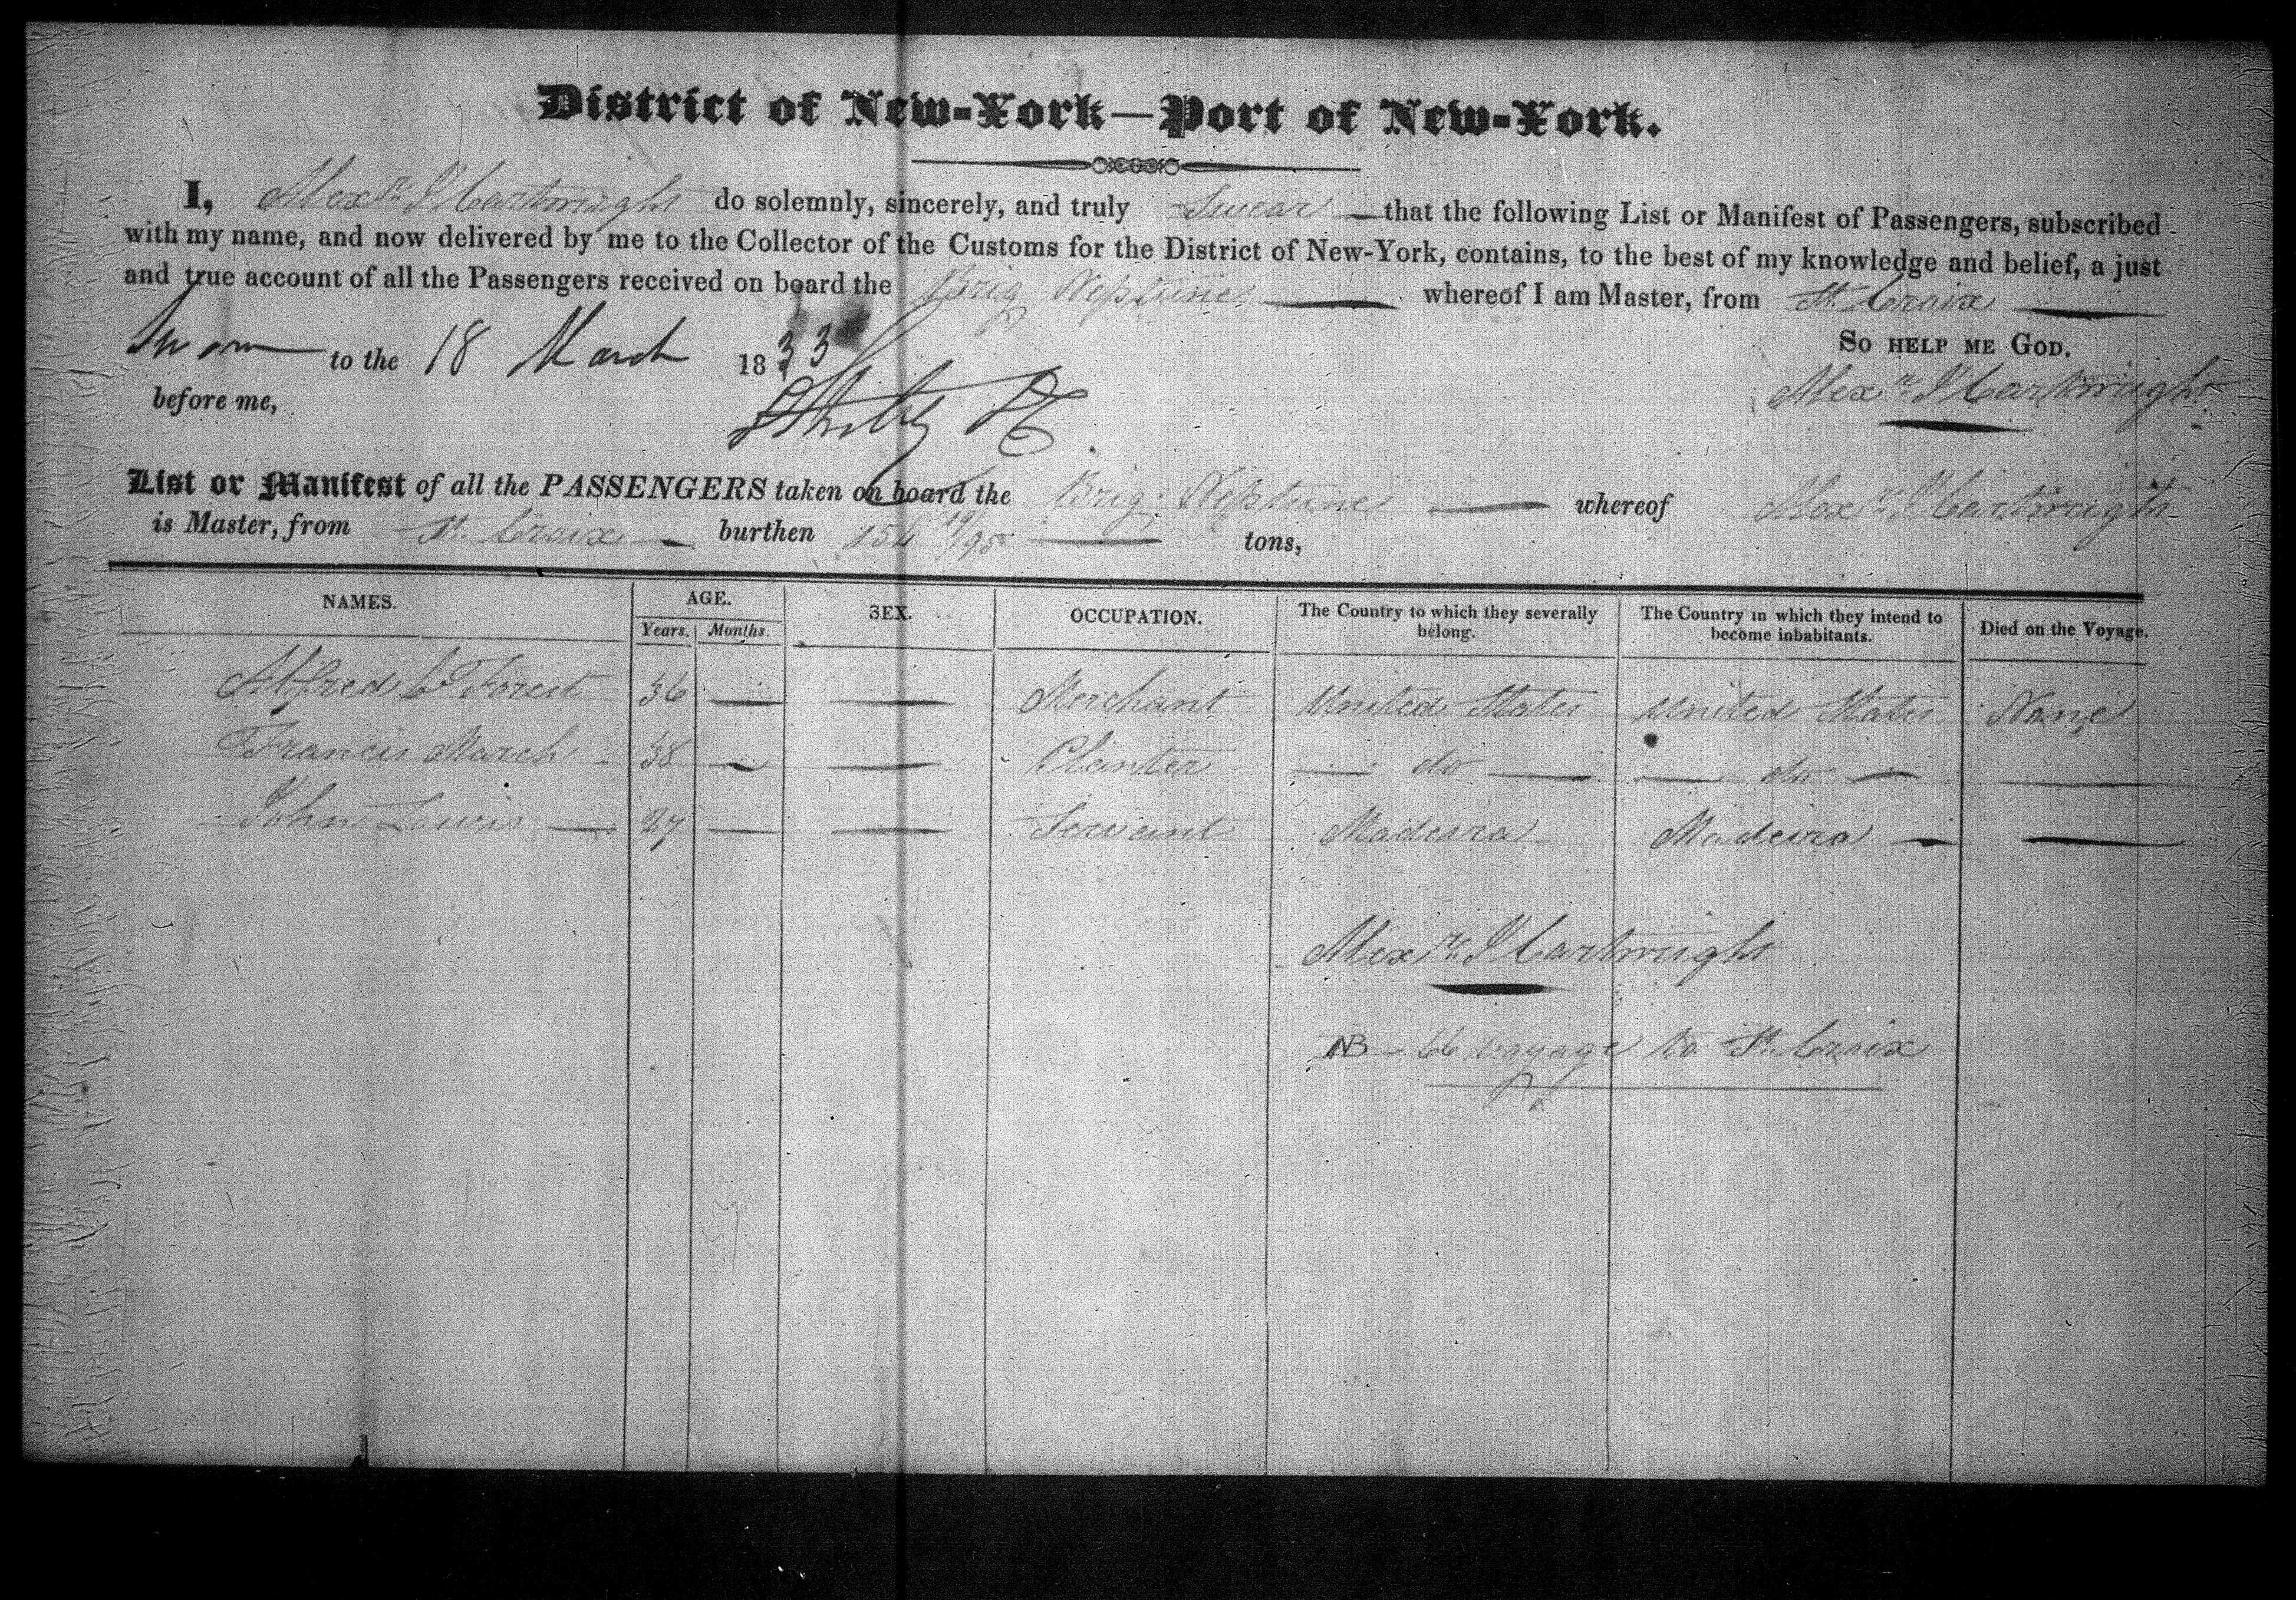 District of New-York—Port of New-York.
I, Alexr. J Cartwright do solemnly, sincerely, and truly Swear that the following List or Manifest of Passengers, subscribed
with my name, and now delivered by me to the Collector of the Customs for the District of New-York, contains, to the best of my knowledge and belief, a just
and true account of all the Passengers received on board the Brig Neptune whereof I am Master, from St. Croix
Sworn to the 18 March 1833
So help me God.
before me,
Alexr. J Cartwright
List or Manifest of all the PASSENGERS taken on board the Brig Neptune whereof Alexr. J Cartwright
is Master, from St. Croix burthen 154 /95 tons,
NAMES. AGE. SEX. OCCUPATION. The Country to which they severally belong. The Country in which they intend to become inhabitants. Died on the Voyage.
Years. Months.
Alfred D Forest 36 — — Merchant United States United States None
Francis March 38 — — Planter — do — — do — —
John Lewis — 27 — — Servant Madeira Madeira — —
Alexr. J Cartwright
NB - 66 voyage to St. Croix